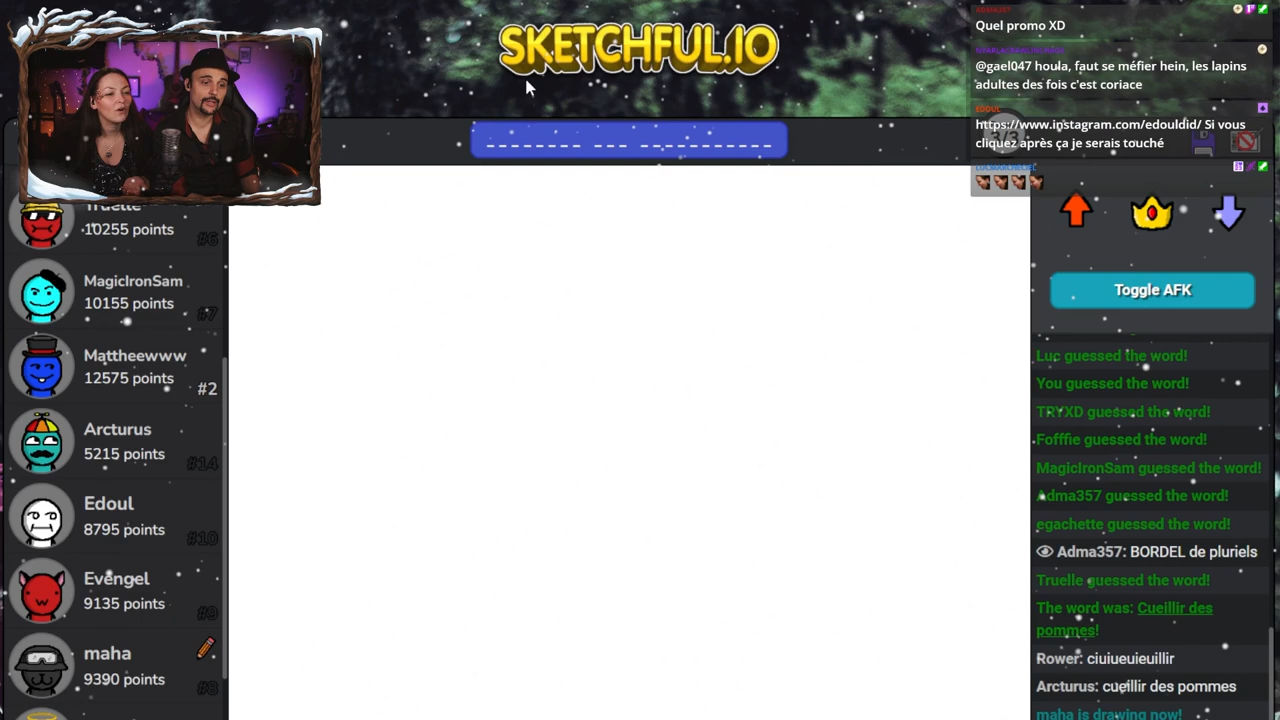 SKETCHFUL.IO
ADMA357
Quel promo XD
@gael047 houla, faut se méfier hein, les lapins
adultes des fois c'est coriace
EDOUL
https://www.instagram.com/edouldid/ Si vous
cliquez après ça je serais touché
3/3
_ _ _ _ _ _ _ _ _ _ _ _ _ _ _ _ _ _ _ _ _ _
Truelle
10255 points
#6
MagicIronSam
10155 points
#7
Mattheewww
12575 points
#2
Arcturus
5215 points
#14
Edoul
8795 points
#10
Evengel
9135 points
#9
maha
9390 points
#8
Toggle AFK
Luc guessed the word!
You guessed the word!
TRYXD guessed the word!
Fofffie guessed the word!
MagicIronSam guessed the word!
Adma357 guessed the word!
egachette guessed the word!
Adma357: BORDEL de pluriels
Truelle guessed the word!
The word was: Cueillir des
pommes!
Rower: ciuiueuieuillir
Arcturus: cueillir des pommes
maha is drawing now!